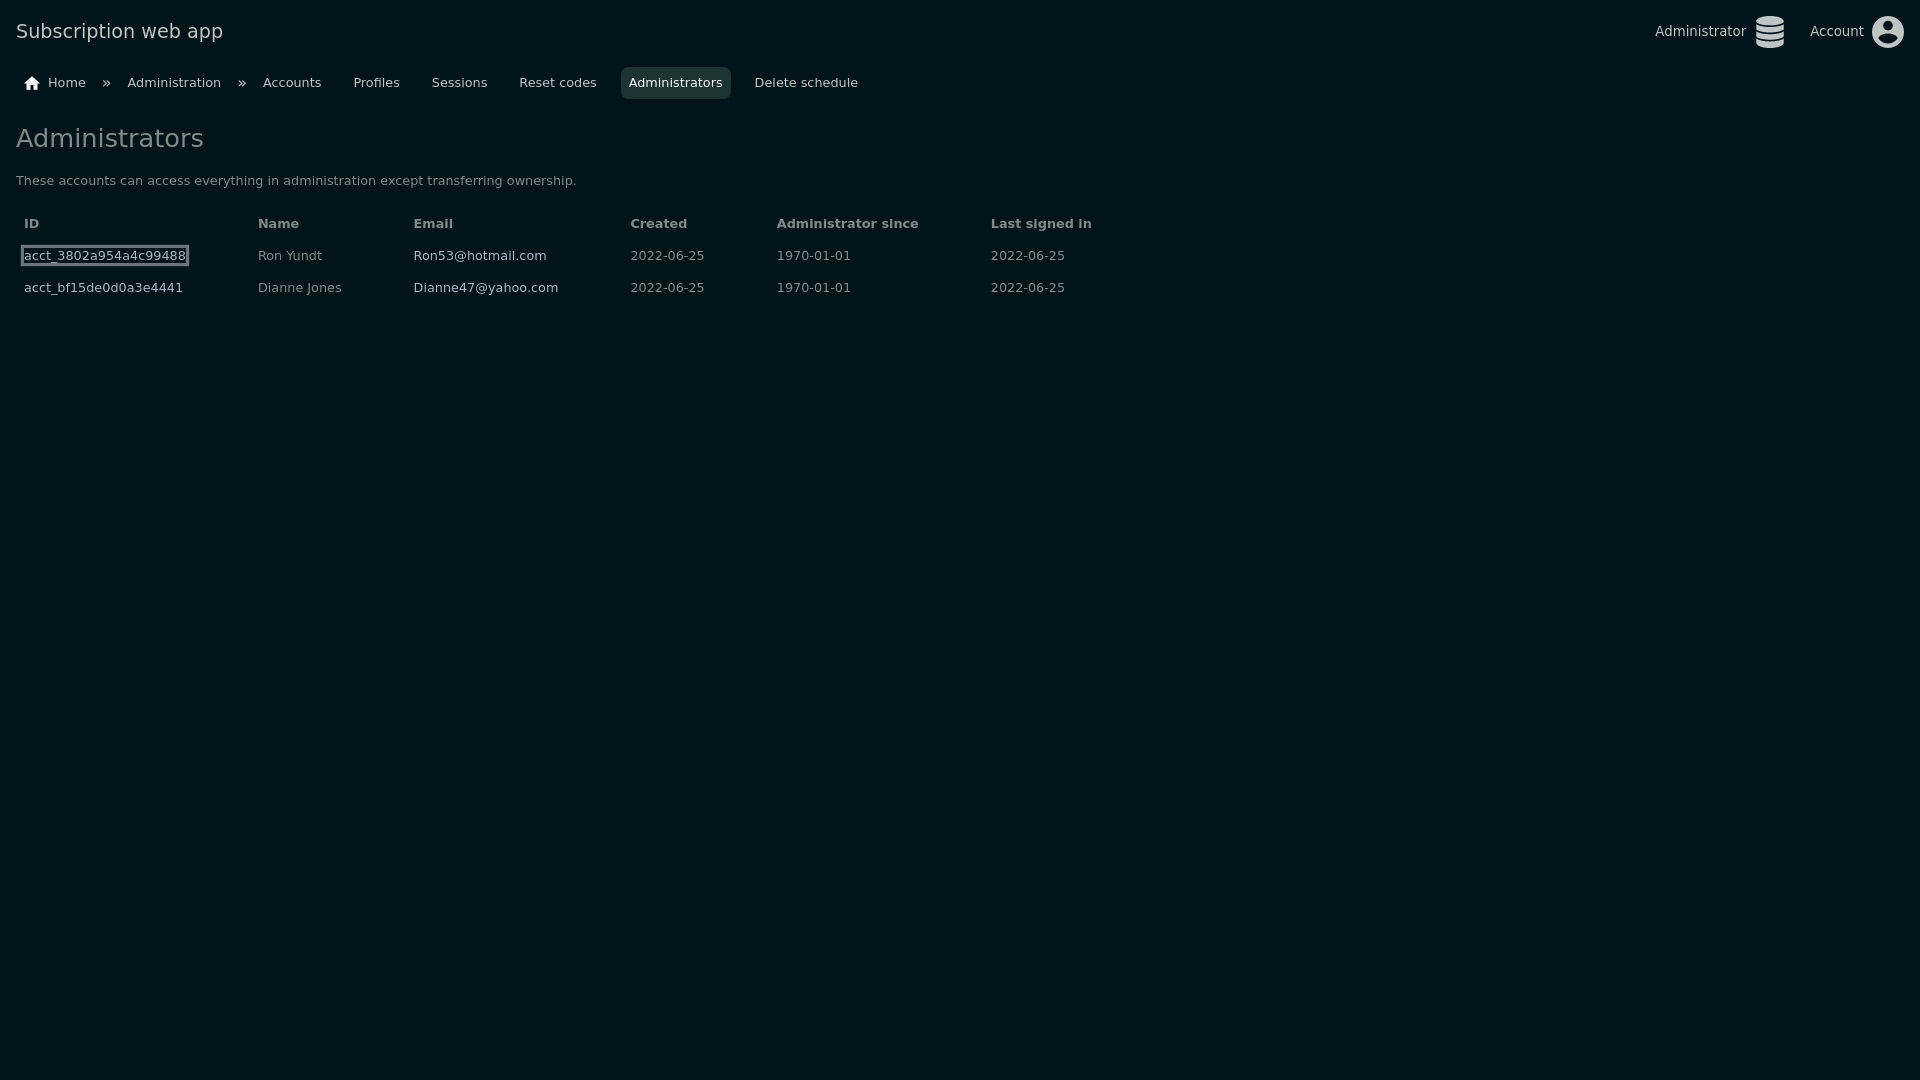 Subscription web app
Administrator
Account
Home » Administration » Accounts Profiles Sessions Reset codes Administrators Delete schedule
Administrators
These accounts can access everything in administration except transferring ownership.
ID Name Email Created Administrator since Last signed in
acct_3802a954a4c99488 Ron Yundt Ron53@hotmail.com 2022-06-25 1970-01-01 2022-06-25
acct_bf15de0d0a3e4441 Dianne Jones Dianne47@yahoo.com 2022-06-25 1970-01-01 2022-06-25